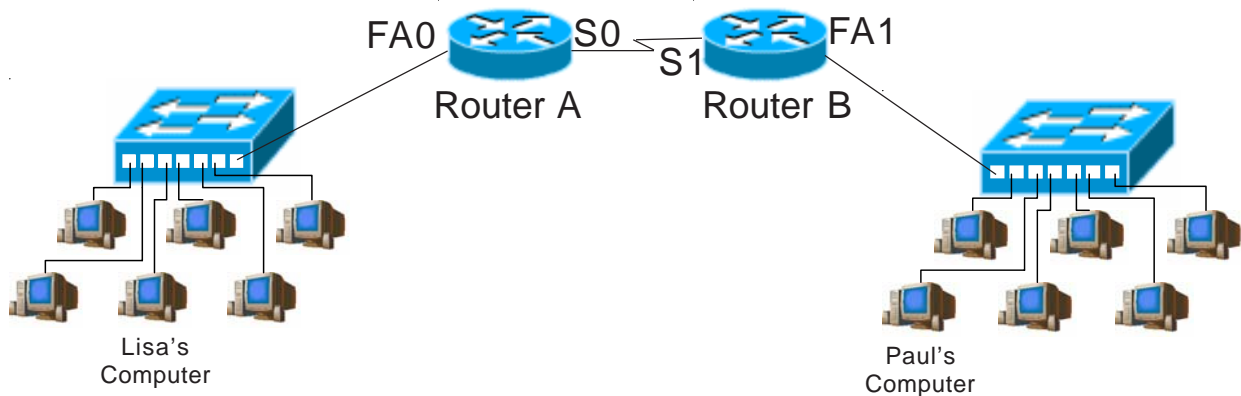 FA0
S0
S1
FA1
Router A
Router B
Lisa's
Computer
Paul's
Computer